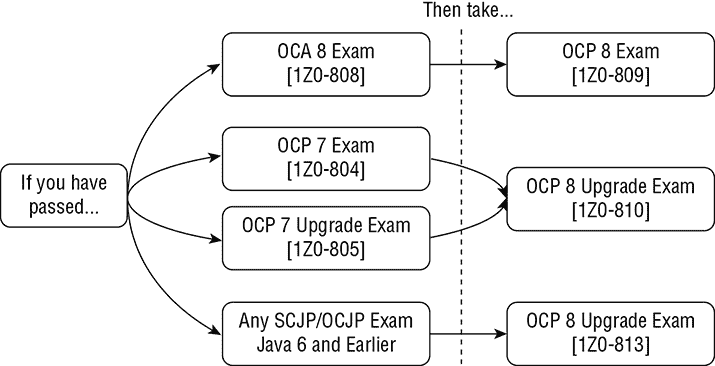 Then take...
If you have
passed...
OCA 8 Exam
[1Z0-808]
OCP 8 Exam
[1Z0-809]
OCP 7 Exam
[1Z0-804]
OCP 7 Upgrade Exam
[1Z0-805]
OCP 8 Upgrade Exam
[1Z0-810]
Any SCJP/OCJP Exam
Java 6 and Earlier
OCP 8 Upgrade Exam
[1Z0-813]